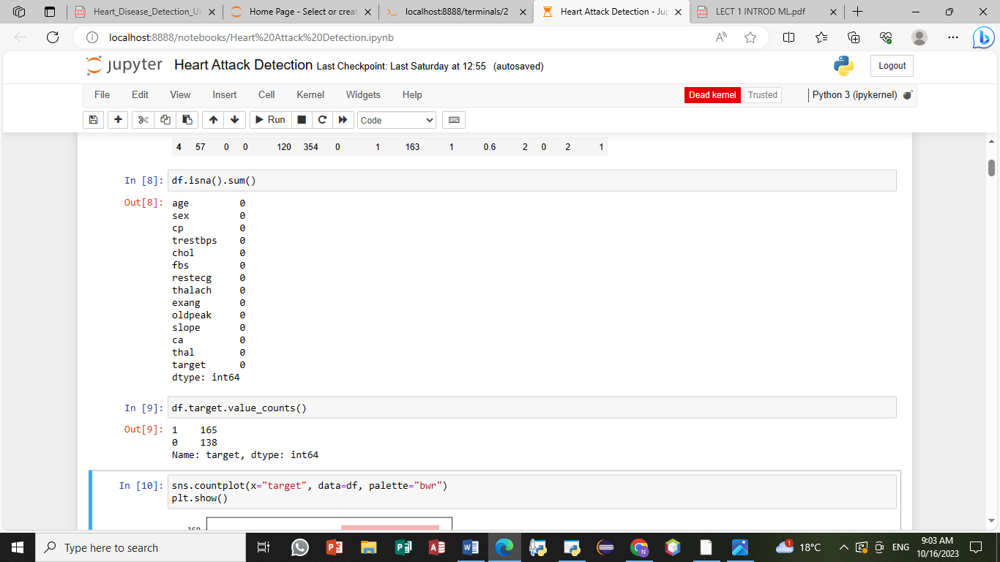 Heart_Disease_Detection_Us
Home Page - Select or creat
localhost:8888/terminals/2
Heart Attack Detection - Jup
LECT 1 INTROD ML.pdf
localhost:8888/notebooks/Heart%20Attack%20Detection.ipynb
jupyter Heart Attack Detection Last Checkpoint: Last Saturday at 12:55 (autosaved)
Logout
File Edit View Insert Cell Kernel Widgets Help
Dead kernel Trusted Python 3 (ipykernel)
Run Code
4 57 0 0 120 354 0 1 163 1 0.6 2 0 2 1
In [8]: df.isna().sum()
Out[8]: age 0
sex 0
cp 0
trestbps 0
chol 0
fbs 0
restecg 0
thalach 0
exang 0
oldpeak 0
slope 0
ca 0
thal 0
target 0
dtype: int64
In [9]: df.target.value_counts()
Out[9]: 1 165
0 138
Name: target, dtype: int64
In [10]: sns.countplot(x="target", data=df, palette="bwr")
plt.show()
160
Type here to search
1
18°C
ENG
9:03 AM
10/16/2023